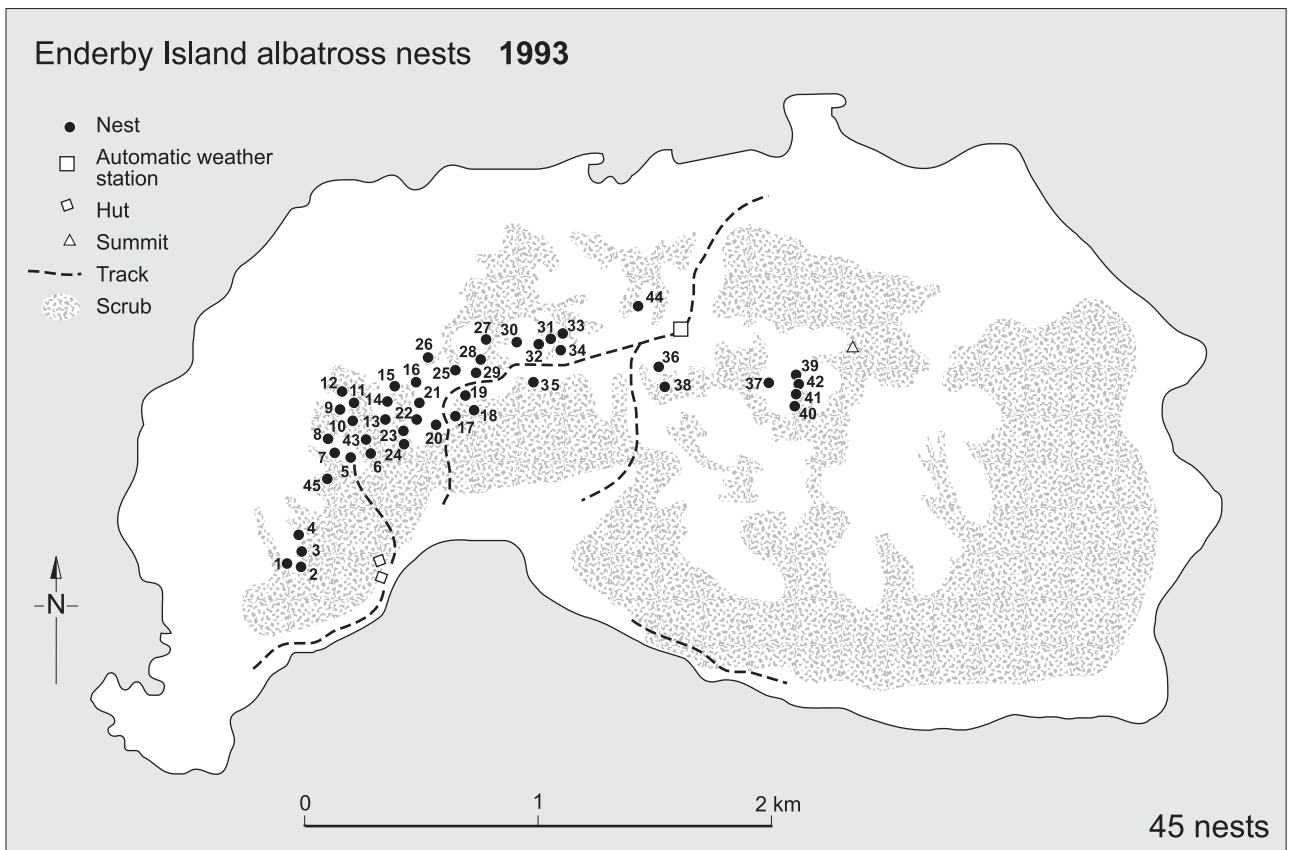 Enderby Island albatross nests 1993
Nest
Automatic weather
station
Hut
Summit
Track
Scrub
44
27 30 31 33
26 28 32 34
36
25 29 35
12 11 15 16 21 19
37 39
42
38
41
40
9 14
10 13 22 18
8 43 23 20 17
7 5 6 24
45
4
3
1 2
N
0 1 2 km
45 nests